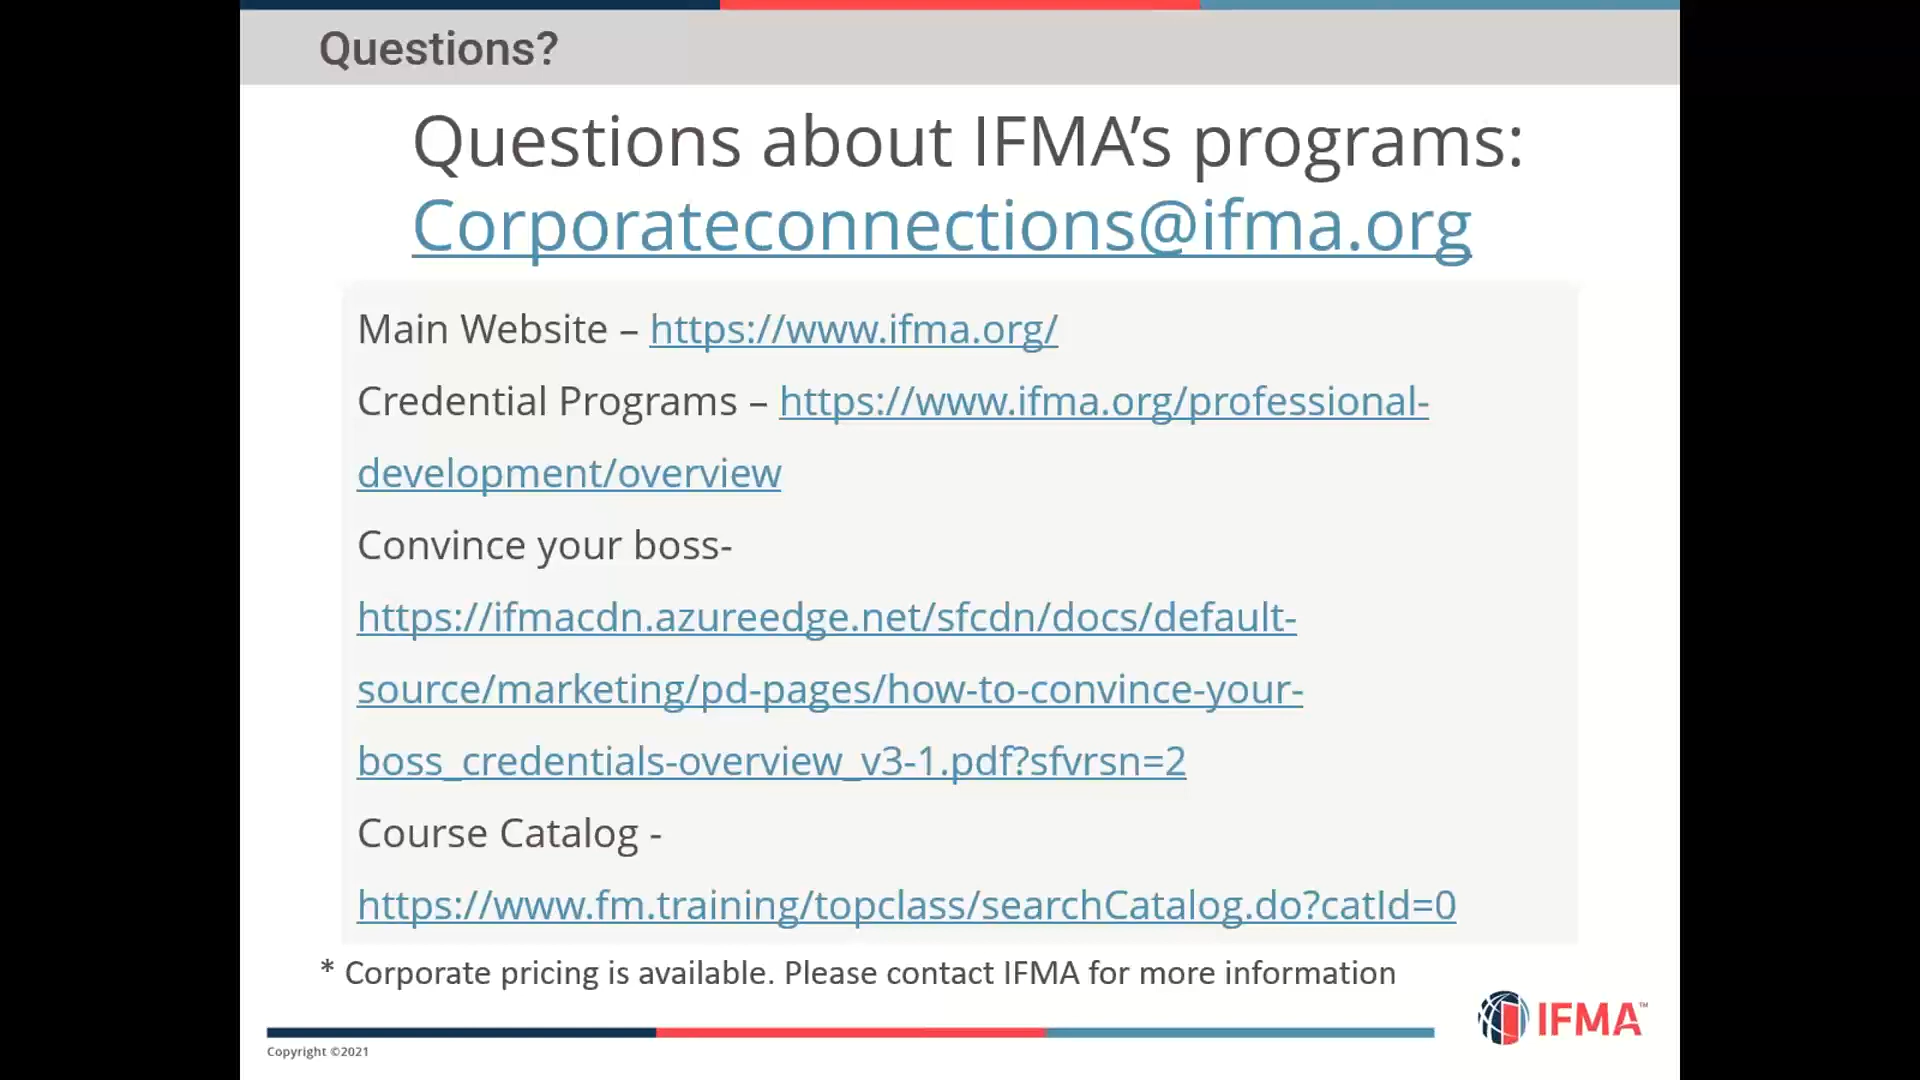 Questions?
Questions about IFMA’s programs:
Corporateconnections@ifma.org
Main Website – https://www.ifma.org/
Credential Programs – https://www.ifma.org/professional-
development/overview
Convince your boss-
https://ifmacdn.azureedge.net/sfcdn/docs/default-
source/marketing/pd-pages/how-to-convince-your-
boss_credentials-overview_v3-1.pdf?sfvrsn=2
Course Catalog -
https://www.fm.training/topclass/searchCatalog.do?catId=0
* Corporate pricing is available. Please contact IFMA for more information
IFMA™
Copyright ©2021